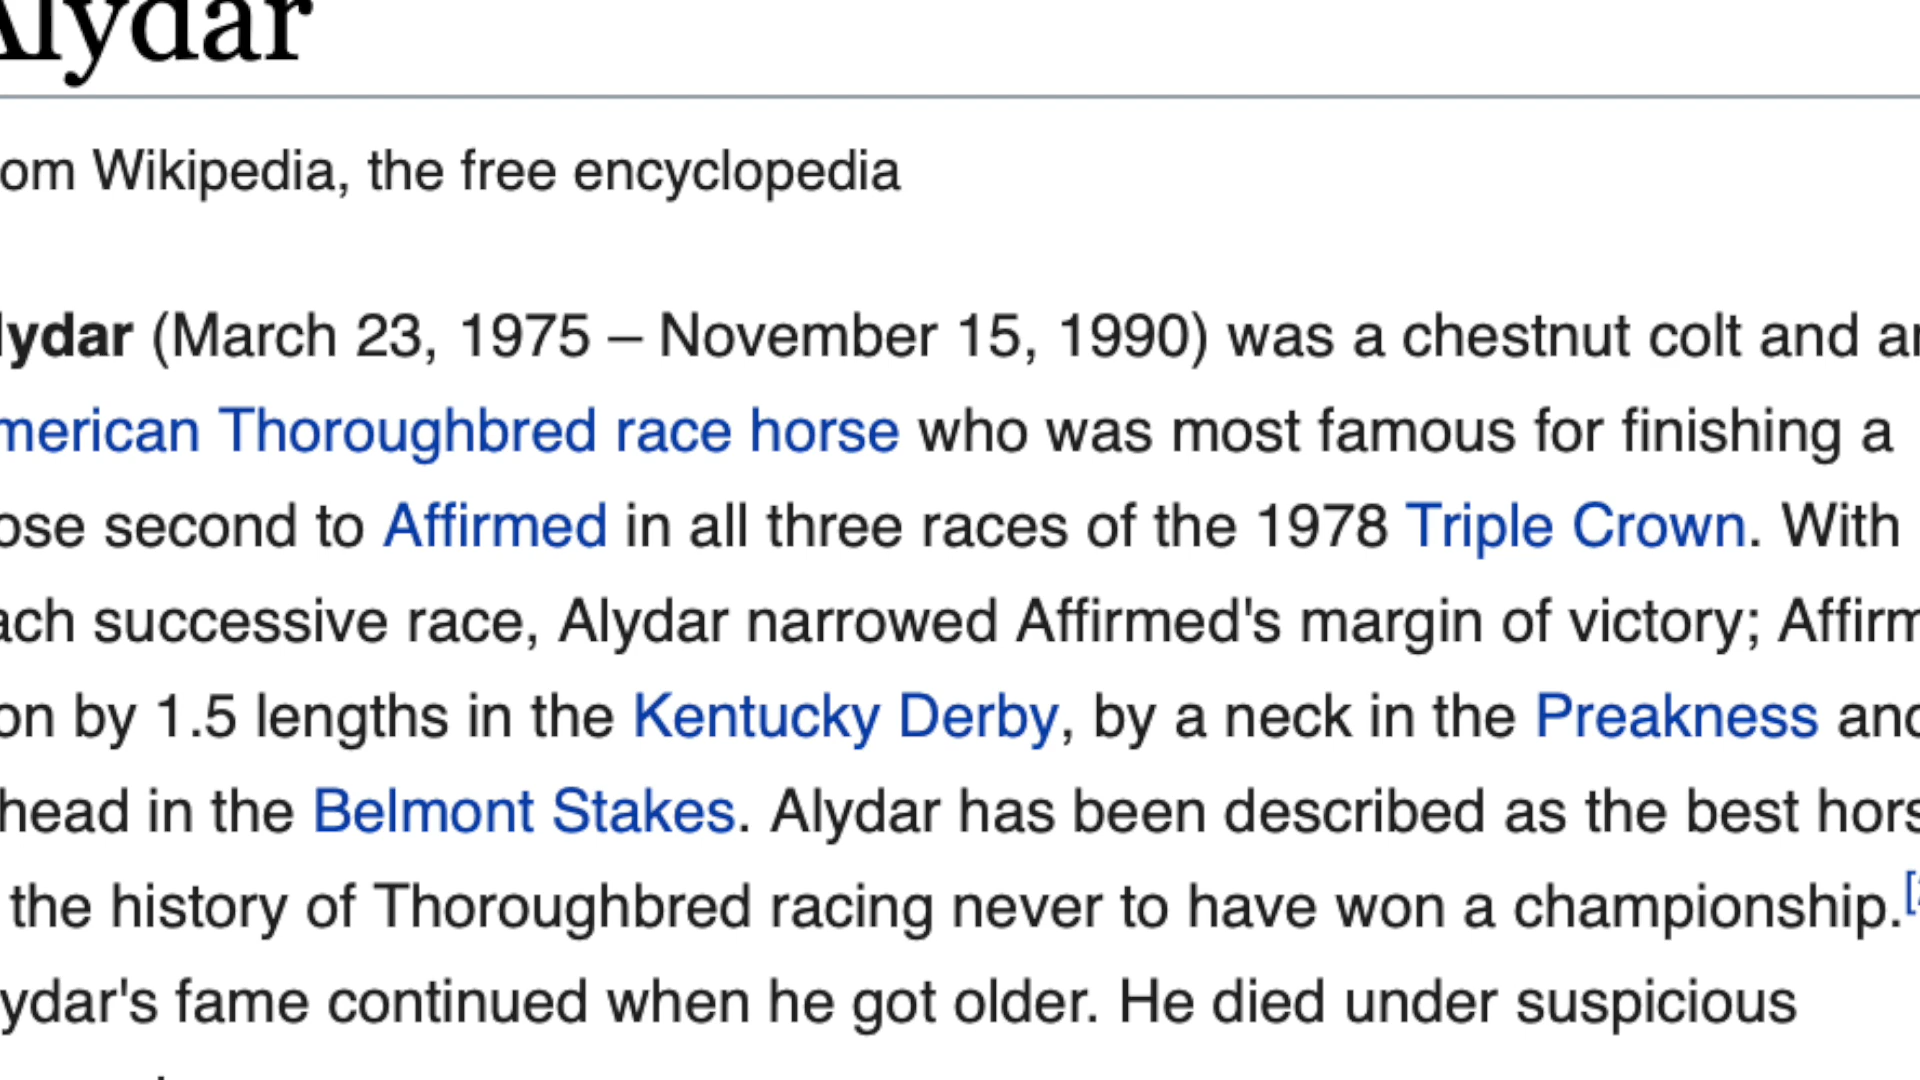 Alydar
om Wikipedia, the free encyclopedia
lydar (March 23, 1975 – November 15, 1990) was a chestnut colt and an
merican Thoroughbred race horse who was most famous for finishing a
ose second to Affirmed in all three races of the 1978 Triple Crown. With
ach successive race, Alydar narrowed Affirmed's margin of victory; Affirm
on by 1.5 lengths in the Kentucky Derby, by a neck in the Preakness and
head in the Belmont Stakes. Alydar has been described as the best hors
the history of Thoroughbred racing never to have won a championship.
ydar's fame continued when he got older. He died under suspicious